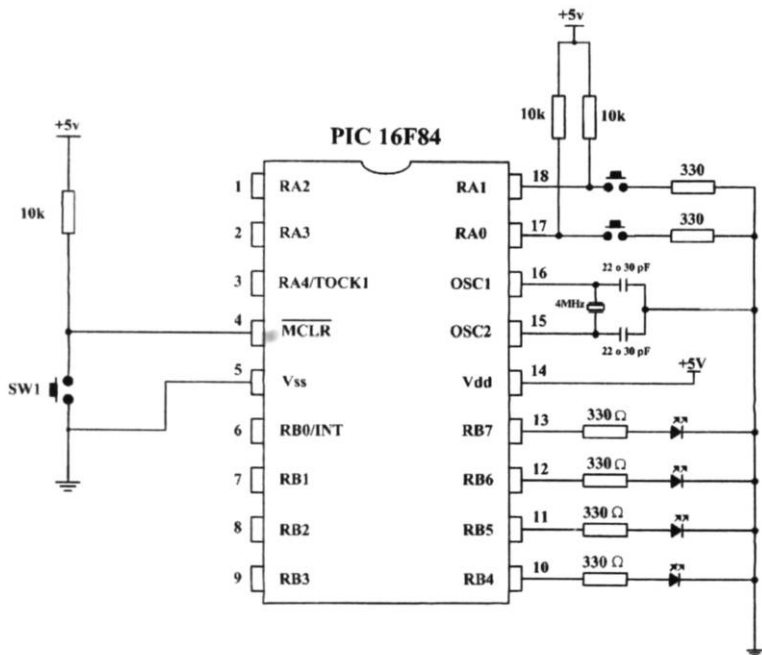 +5v
10k
10k
+5v
PIC 16F84
10k
1
RA2
RA1
18
330
2
RA3
RA0
17
330
3
RA4/TOCK1
OSC1
16
22 o 30 pF
4MHz
4
MCLR
OSC2
15
22 o 30 pF
5
Vss
Vdd
14
+5V
SW1
6
RB0/INT
RB7
13
330 Ω
7
RB1
RB6
12
330 Ω
8
RB2
RB5
11
330 Ω
9
RB3
RB4
10
330 Ω